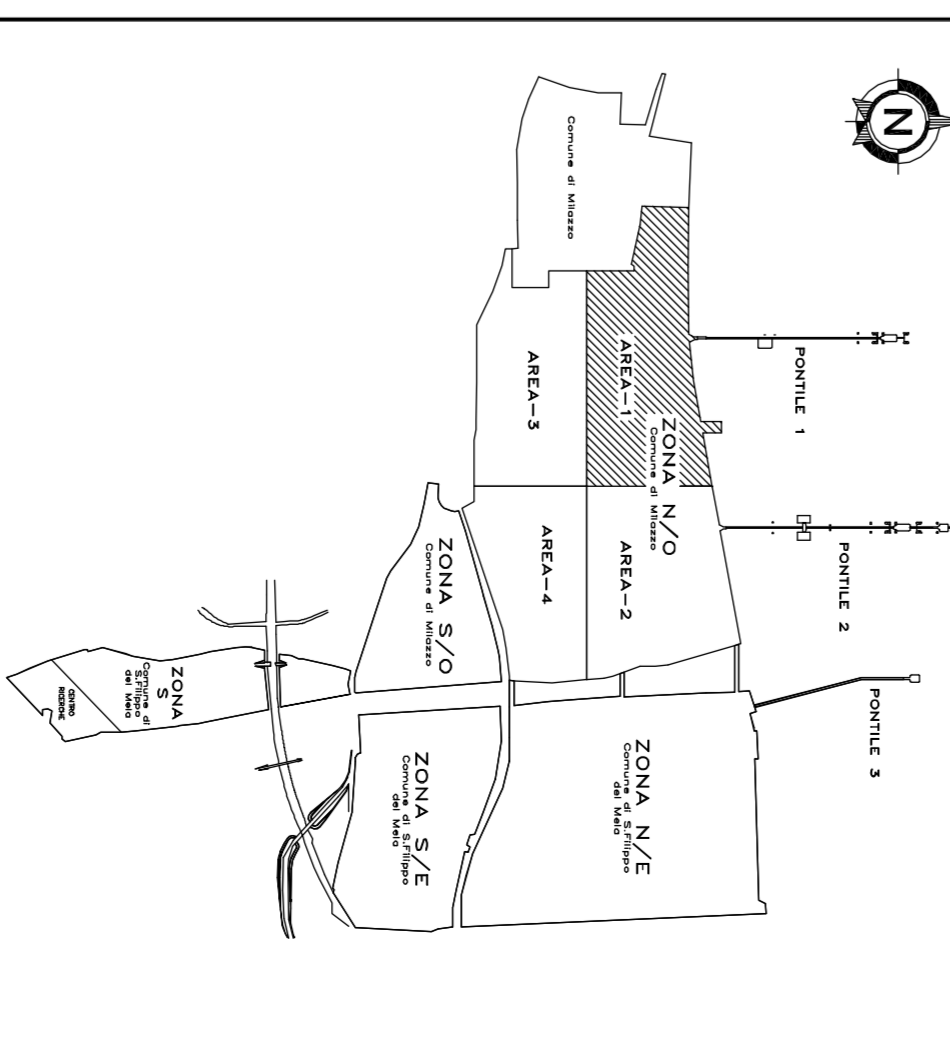 N
PONTILE 1
PONTILE 2
PONTILE 3
Comune di Milazzo
AREA-1
ZONA N/O
Comune di Milazzo
AREA-2
AREA-3
AREA-4
ZONA N/E
Comune di S.Filippo
del Mela
ZONA S/O
Comune di Milazzo
ZONA S/E
Comune di S.Filippo
del Mela
ZONA
S
Comune di
S.Filippo
del Mela
CENTRO
RICERCHE